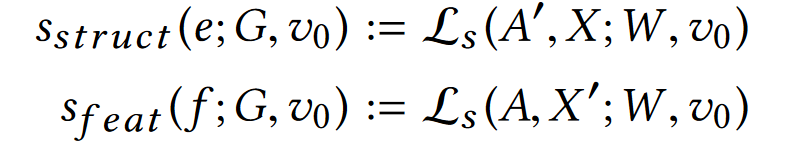 s_{struct}(e; G, v_0) := ℒ_s(A′, X; W, v_0)
s_{feat}(f; G, v_0) := ℒ_s(A, X′; W, v_0)